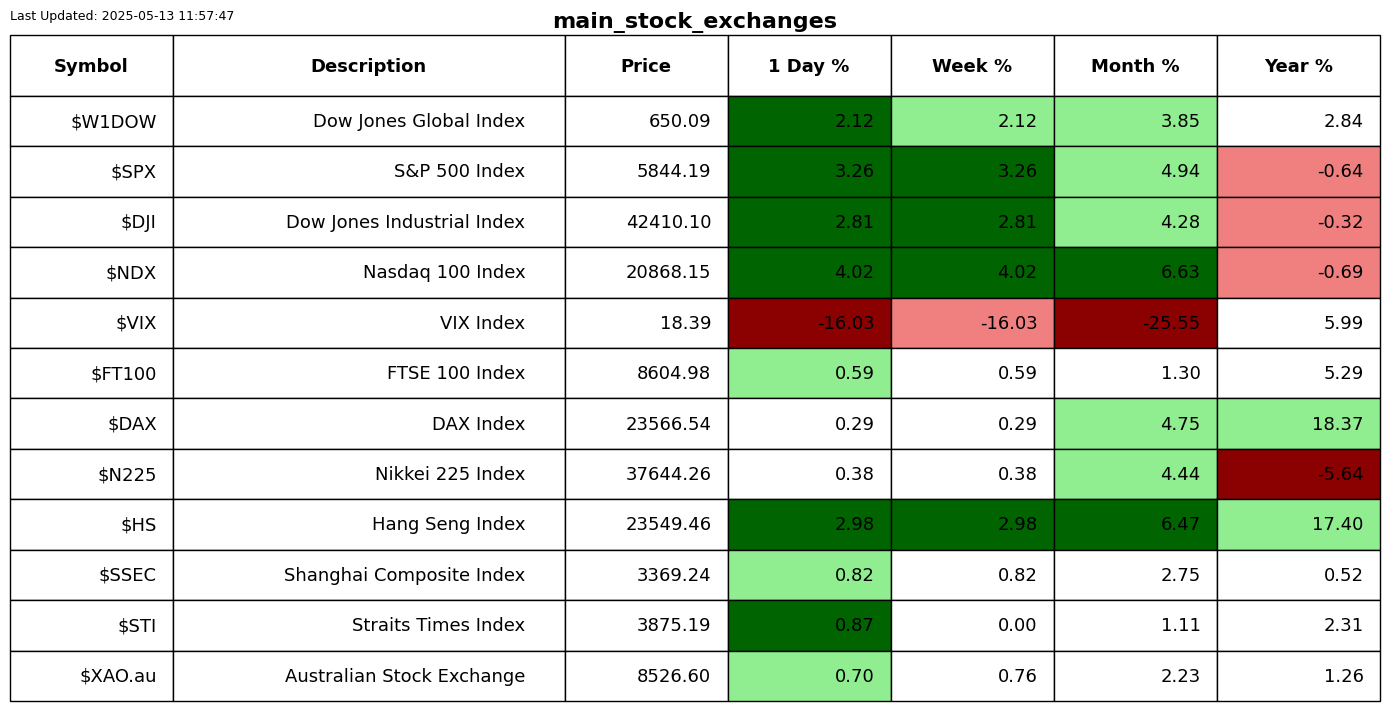 Last Updated: 2025-05-13 11:57:47
main_stock_exchanges
Symbol Description Price 1 Day % Week % Month % Year %
$W1DOW Dow Jones Global Index 650.09 2.12 2.12 3.85 2.84
$SPX S&P 500 Index 5844.19 3.26 3.26 4.94 -0.64
$DJI Dow Jones Industrial Index 42410.10 2.81 2.81 4.28 -0.32
$NDX Nasdaq 100 Index 20868.15 4.02 4.02 6.63 -0.69
$VIX VIX Index 18.39 -16.03 -16.03 -25.55 5.99
$FT100 FTSE 100 Index 8604.98 0.59 0.59 1.30 5.29
$DAX DAX Index 23566.54 0.29 0.29 4.75 18.37
$N225 Nikkei 225 Index 37644.26 0.38 0.38 4.44 -5.64
$HS Hang Seng Index 23549.46 2.98 2.98 6.47 17.40
$SSEC Shanghai Composite Index 3369.24 0.82 0.82 2.75 0.52
$STI Straits Times Index 3875.19 0.87 0.00 1.11 2.31
$XAO.au Australian Stock Exchange 8526.60 0.70 0.76 2.23 1.26